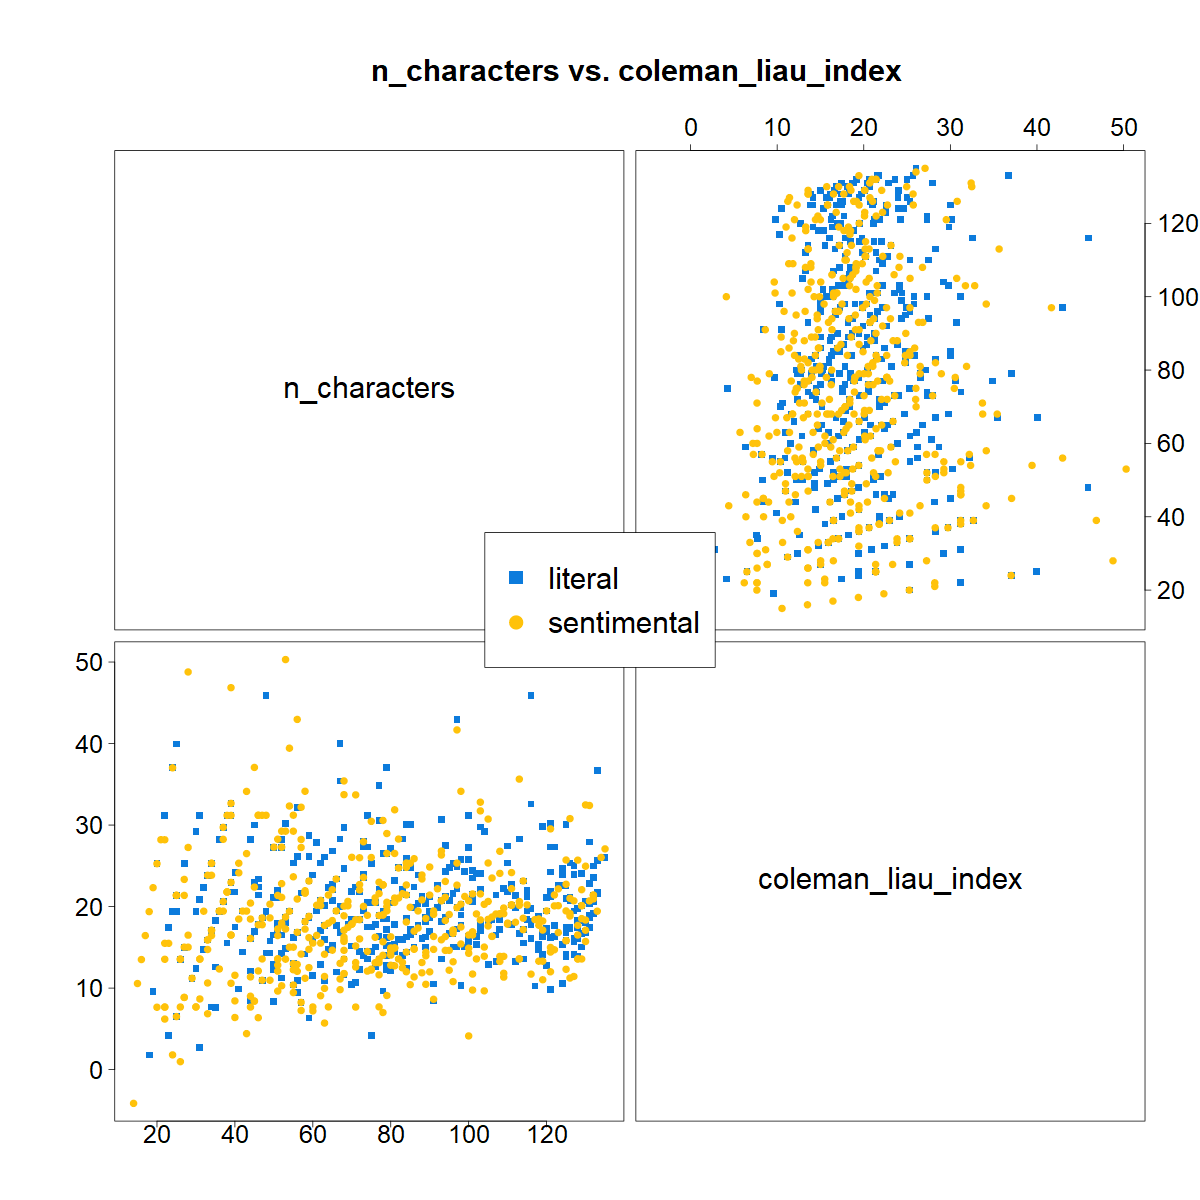 n_characters vs. coleman_liau_index
0 10 20 30 40 50
n_characters
120
100
80
60
40
20
literal
sentimental
50
40
30
20
10
0
coleman_liau_index
20 40 60 80 100 120